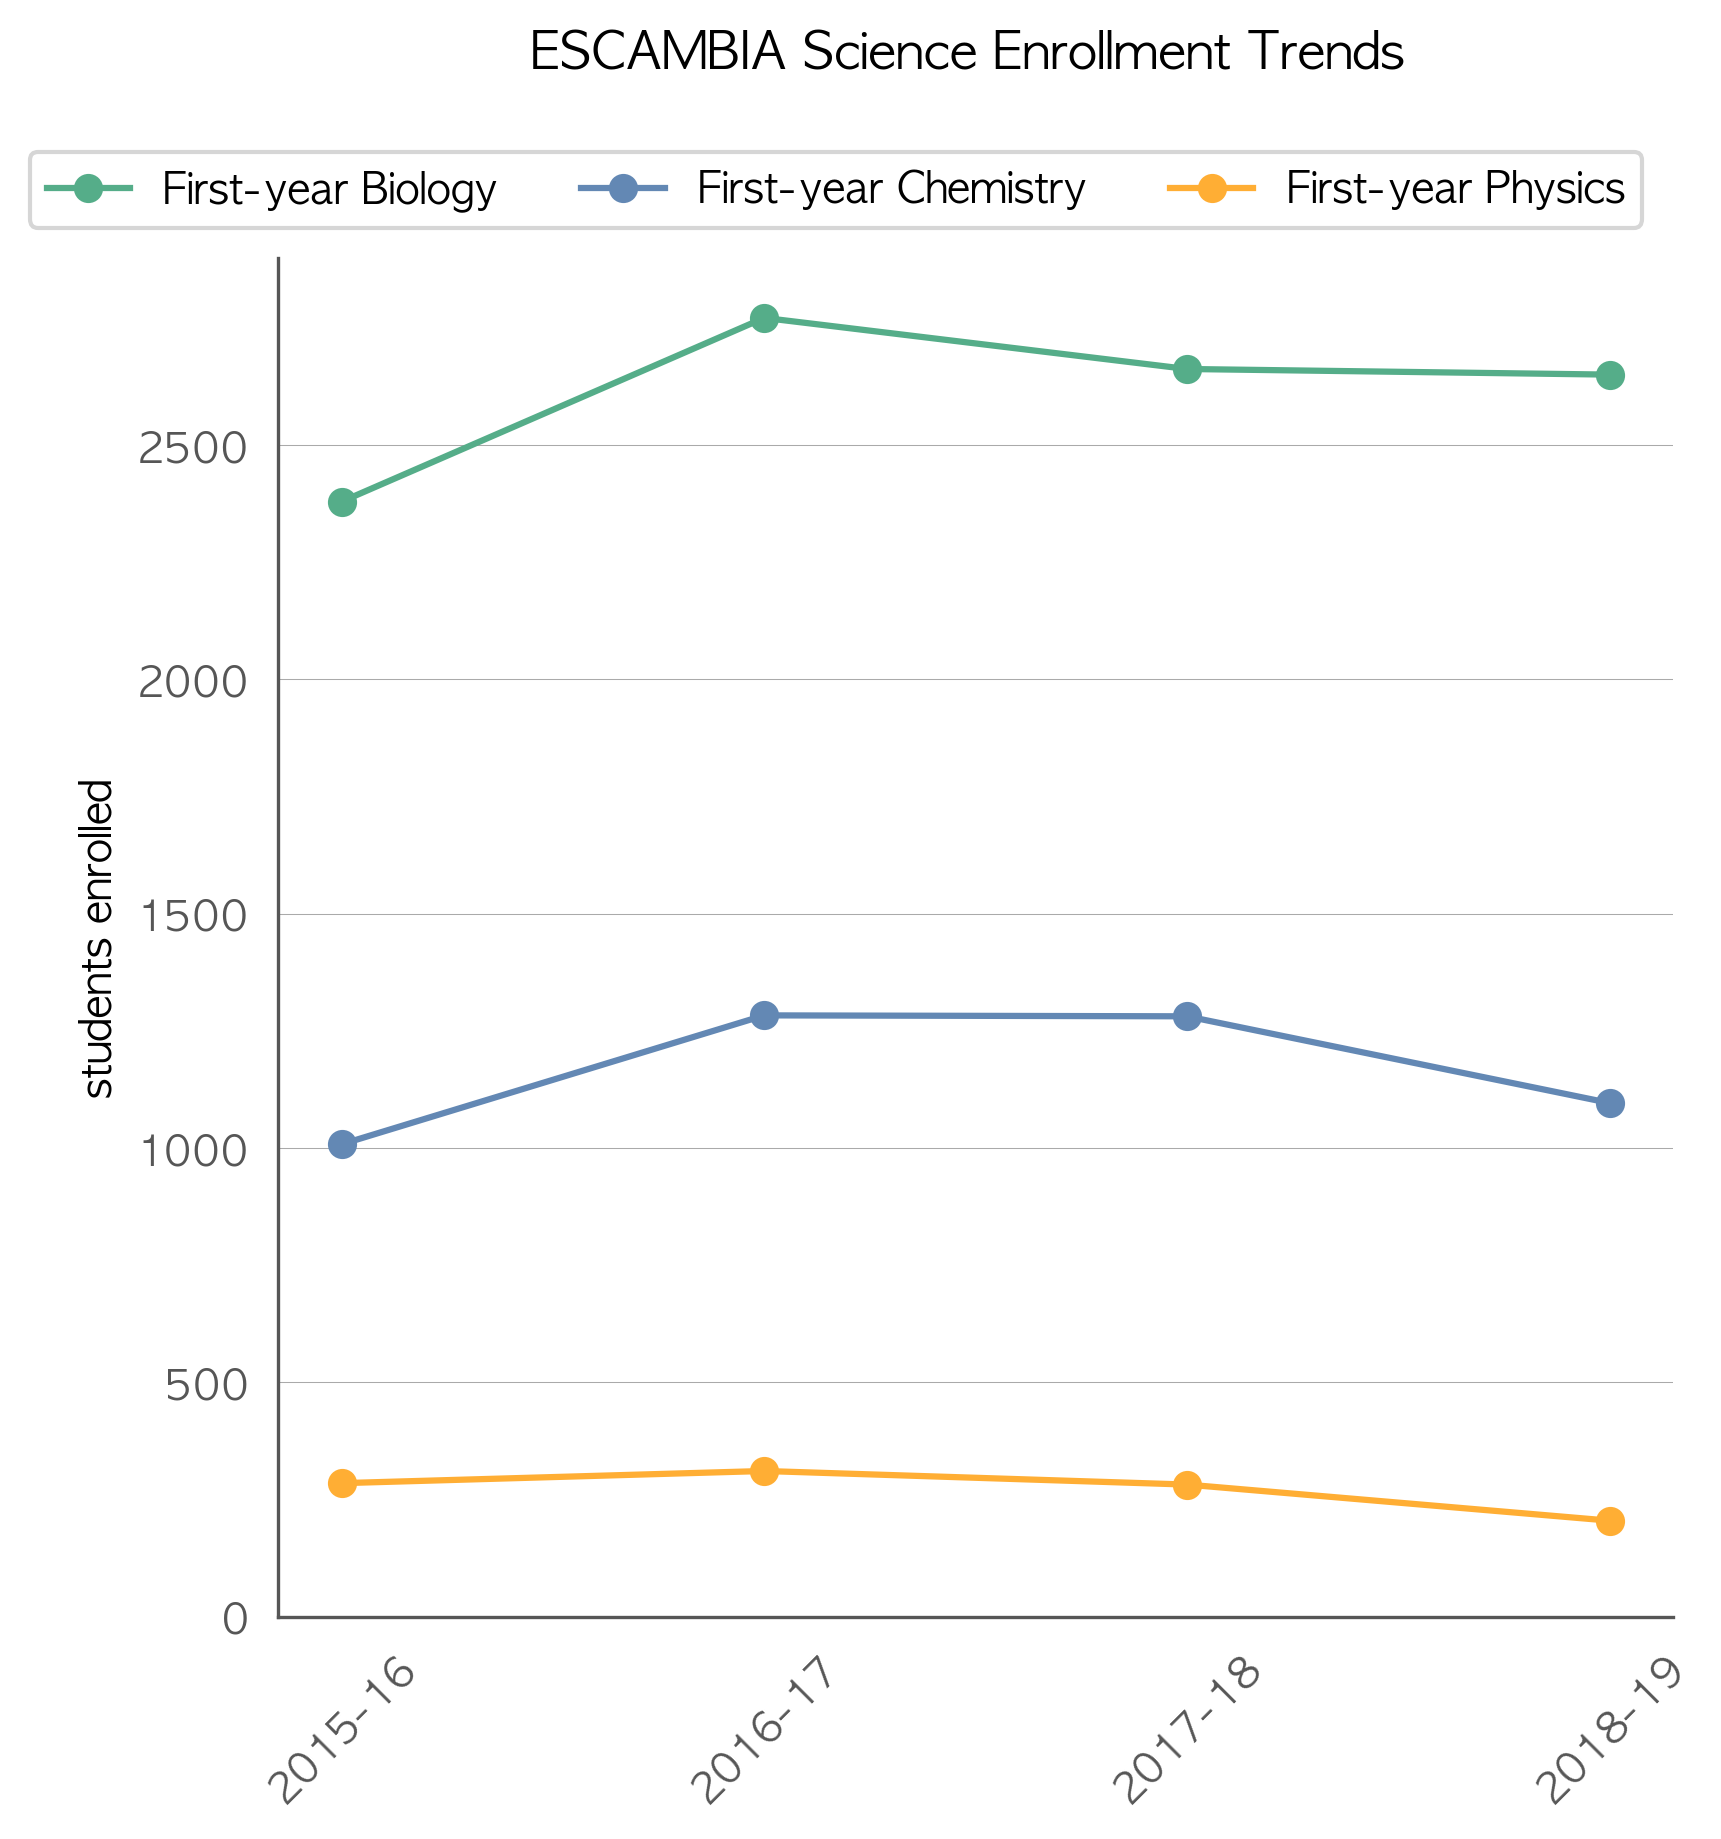 ESCAMBIA Science Enrollment Trends
First-year Biology First-year Chemistry First-year Physics
2500
2000
1500
1000
500
0
students enrolled
2015-16 2016-17 2017-18 2018-19